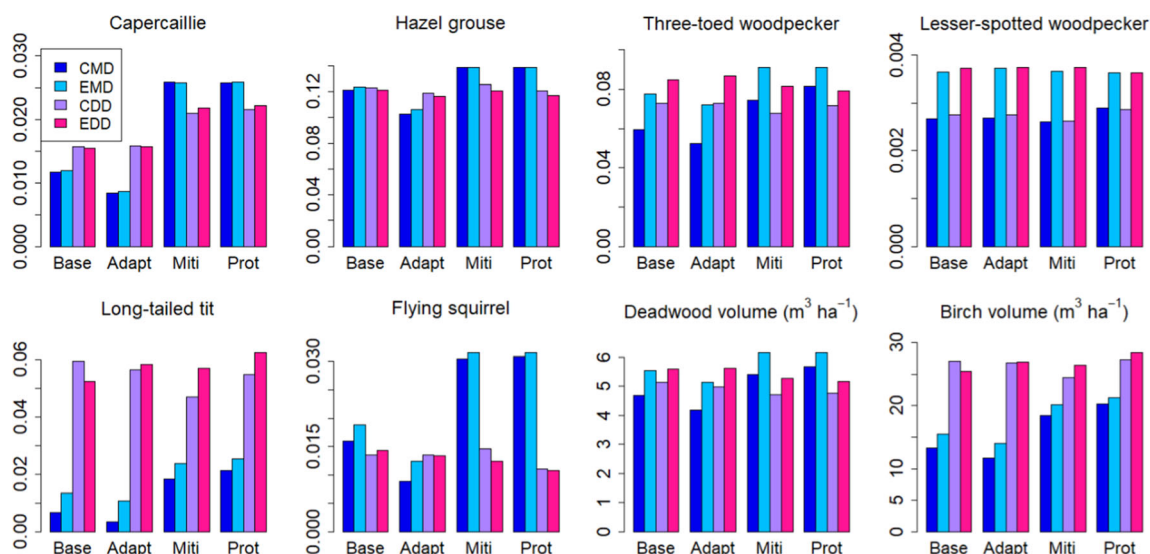 Capercaillie
0.000
0.010
0.020
0.030
CMD
EMD
CDD
EDD
Base Adapt Miti Prot
Hazel grouse
0.00
0.04
0.08
0.12
Base Adapt Miti Prot
Three-toed woodpecker
0.00
0.04
0.08
Base Adapt Miti Prot
Lesser-spotted woodpecker
0.000
0.002
0.004
Base Adapt Miti Prot
Long-tailed tit
0.00
0.02
0.04
0.06
Base Adapt Miti Prot
Flying squirrel
0.000
0.015
0.030
Base Adapt Miti Prot
Deadwood volume (m³ ha⁻¹)
0
1
2
3
4
5
6
Base Adapt Miti Prot
Birch volume (m³ ha⁻¹)
0
5
10
20
30
Base Adapt Miti Prot